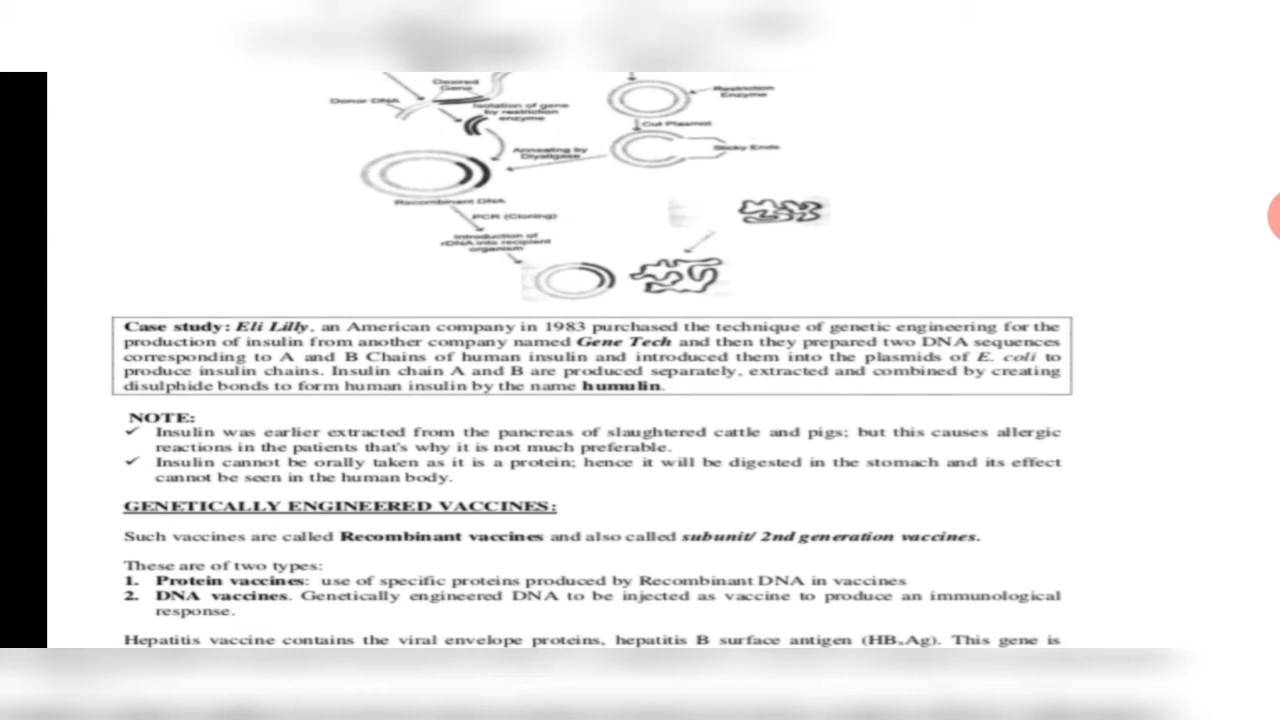 Desired
Gene
Donor DNA
Isolation of gene
by restriction
enzyme
Restriction
Enzyme
Cut Plasmid
Sticky Ends
Annealing by
Recombinant DNA
PCR (Cloning)
Introduction of
rDNA into recipient
organism
Case study: Eli Lilly, an American company in 1983 purchased the technique of genetic engineering for the
production of insulin from another company named Gene Tech and then they prepared two DNA sequences
corresponding to A and B Chains of human insulin and introduced them into the plasmids of E. coli to
produce insulin chains. Insulin chain A and B are produced separately, extracted and combined by creating
disulphide bonds to form human insulin by the name humulin.
NOTE:
✓ Insulin was earlier extracted from the pancreas of slaughtered cattle and pigs; but this causes allergic
reactions in the patients that's why it is not much preferable.
✓ Insulin cannot be orally taken as it is a protein; hence it will be digested in the stomach and its effect
cannot be seen in the human body.
GENETICALLY ENGINEERED VACCINES:
Such vaccines are called Recombinant vaccines and also called subunit/ 2nd generation vaccines.
These are of two types:
1. Protein vaccines: use of specific proteins produced by Recombinant DNA in vaccines
2. DNA vaccines. Genetically engineered DNA to be injected as vaccine to produce an immunological
response.
Hepatitis vaccine contains the viral envelope proteins, hepatitis B surface antigen (HBsAg). This gene is